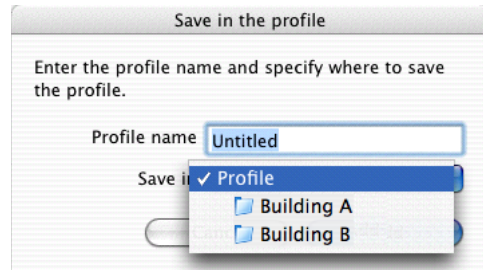 Save in the profile
Enter the profile name and specify where to save
the profile.
Profile name Untitled
Save i ✓ Profile
Building A
Building B